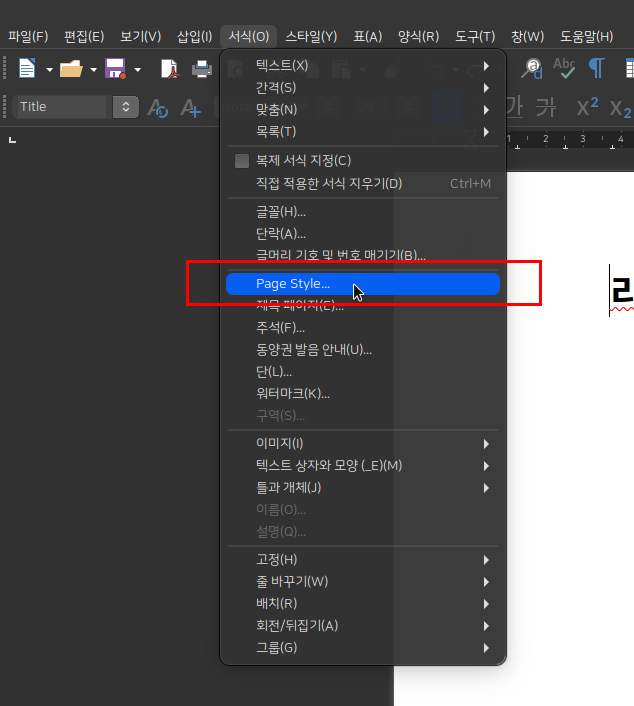 파일(F) 편집(E) 보기(V) 삽입(I) 서식(O) 스타일(Y) 표(A) 양식(R) 도구(T) 창(W) 도움말(H)
Abc
Title
가 가 X² X₂
1 2 3 4
텍스트(X)
간격(S)
맞춤(N)
목록(T)
복제 서식 지정(C)
직접 적용한 서식 지우기(D) Ctrl+M
글꼴(H)...
단락(A)...
글머리 기호 및 번호 매기기(B)...
Page Style...
제목 페이지(E)...
주석(F)...
동양권 발음 안내(U)...
단(L)...
워터마크(K)...
구역(S)...
이미지(I)
텍스트 상자와 모양 (_E)(M)
틀과 개체(J)
이름(O)...
설명(Q)...
고정(H)
줄 바꾸기(W)
배치(R)
회전/뒤집기(A)
그룹(G)